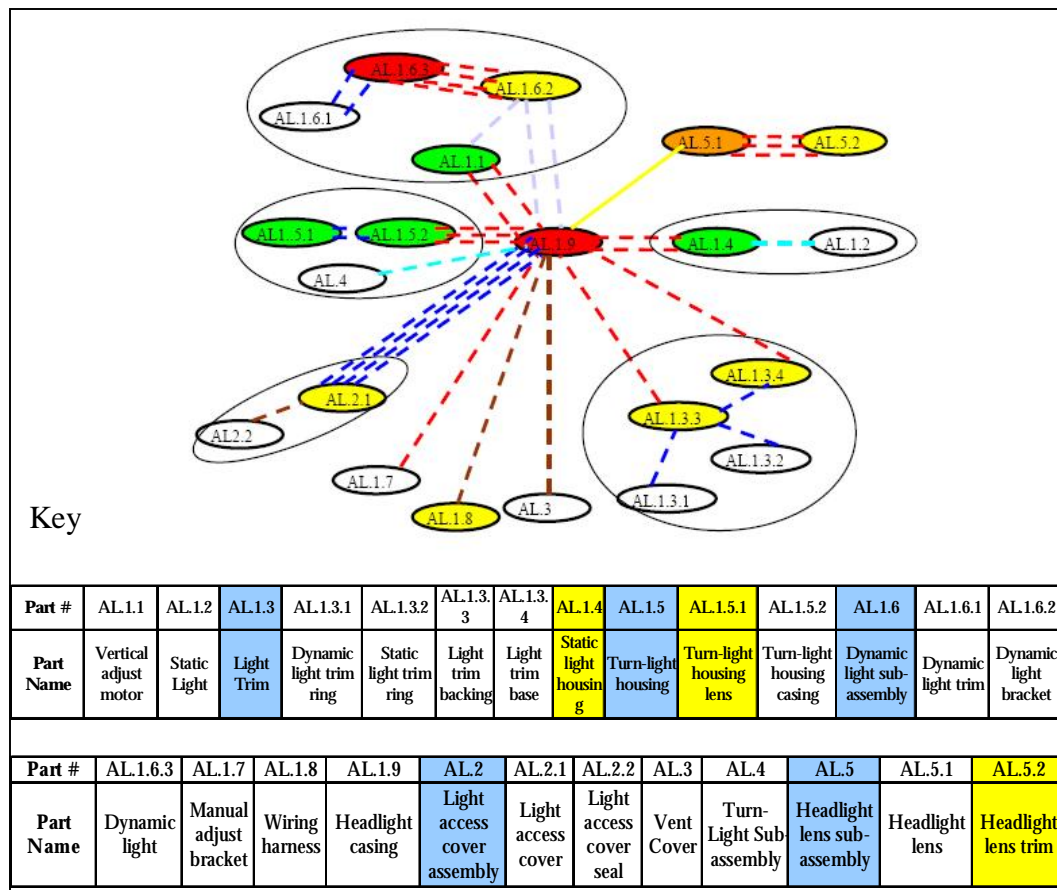 AL.1.6.3
AL.1.6.2
AL.1.6.1
AL.5.1
AL.5.2
AL.1.1
AL1..5.1
AL.1.5.2
AL.1.9
AL.1.4
AL.1.2
AL.4
AL.1.3.4
AL.2.1
AL.1.3.3
AL2.2
AL.1.3.2
AL.1.7
AL.1.3.1
AL.1.8
AL.3
Key
Part # AL.1.1 AL.1.2 AL.1.3 AL.1.3.1 AL.1.3.2 AL.1.3. AL.1.3. AL.1.4 AL.1.5 AL.1.5.1 AL.1.5.2 AL.1.6 AL.1.6.1 AL.1.6.2
3 4
Part Name Vertical adjust motor Static Light Light Trim Dynamic light trim ring Static light trim ring Light trim backing Light trim base Static light housin g Turn-light housing Turn-light housing lens Turn-light housing casing Dynamic light sub-assembly Dynamic light trim Dynamic light bracket
Part # AL.1.6.3 AL.1.7 AL.1.8 AL.1.9 AL.2 AL.2.1 AL.2.2 AL.3 AL.4 AL.5 AL.5.1 AL.5.2
Part Name Dynamic light Manual adjust bracket Wiring harness Headlight casing Light access cover assembly Light access cover Light access cover seal Vent Cover Turn-Light Sub-assembly Headlight lens sub-assembly Headlight lens Headlight lens trim